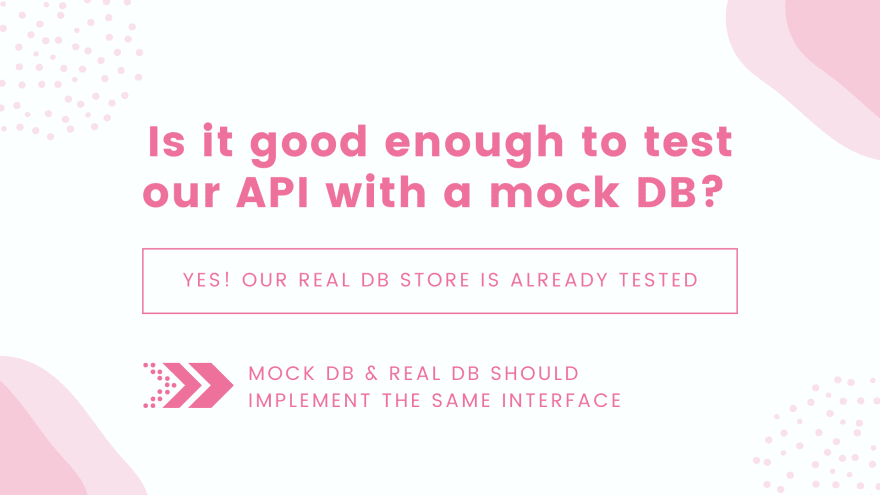 Is it good enough to test
our API with a mock DB?
YES! OUR REAL DB STORE IS ALREADY TESTED
MOCK DB & REAL DB SHOULD
IMPLEMENT THE SAME INTERFACE